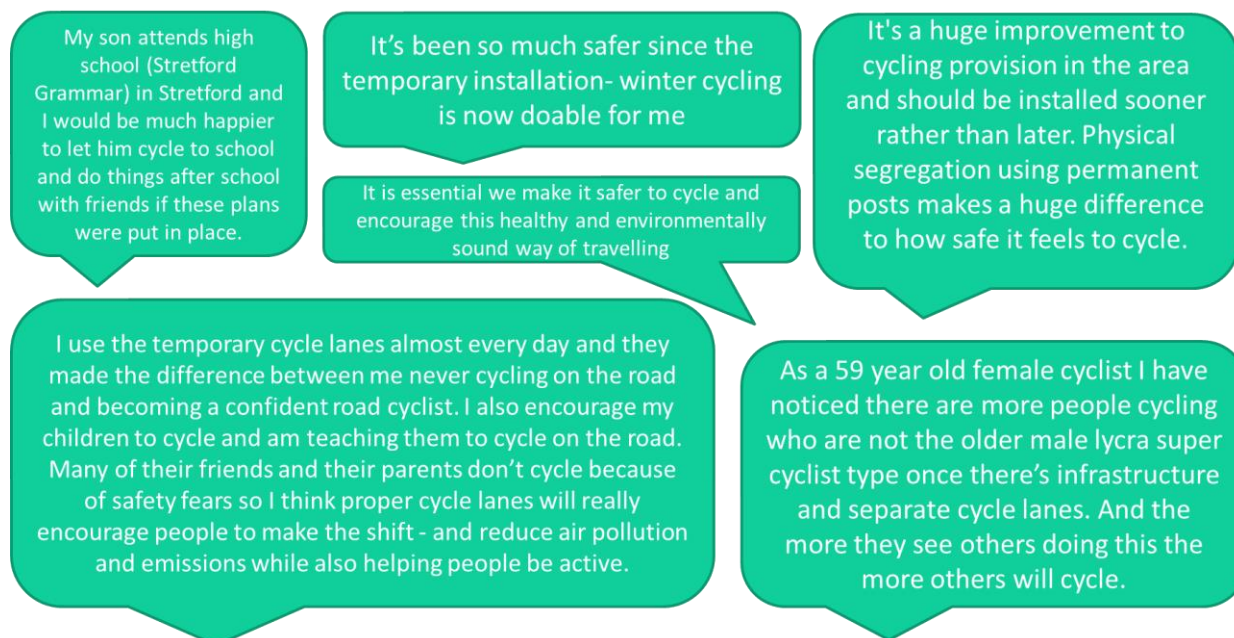 My son attends high
school (Stretford
Grammar) in Stretford and
I would be much happier
to let him cycle to school
and do things after school
with friends if these plans
were put in place.
It’s been so much safer since the
temporary installation- winter cycling
is now doable for me
It's a huge improvement to
cycling provision in the area
and should be installed sooner
rather than later. Physical
segregation using permanent
posts makes a huge difference
to how safe it feels to cycle.
It is essential we make it safer to cycle and
encourage this healthy and environmentally
sound way of travelling
I use the temporary cycle lanes almost every day and they
made the difference between me never cycling on the road
and becoming a confident road cyclist. I also encourage my
children to cycle and am teaching them to cycle on the road.
Many of their friends and their parents don’t cycle because
of safety fears so I think proper cycle lanes will really
encourage people to make the shift - and reduce air pollution
and emissions while also helping people be active.
As a 59 year old female cyclist I have
noticed there are more people cycling
who are not the older male lycra super
cyclist type once there’s infrastructure
and separate cycle lanes. And the
more they see others doing this the
more others will cycle.